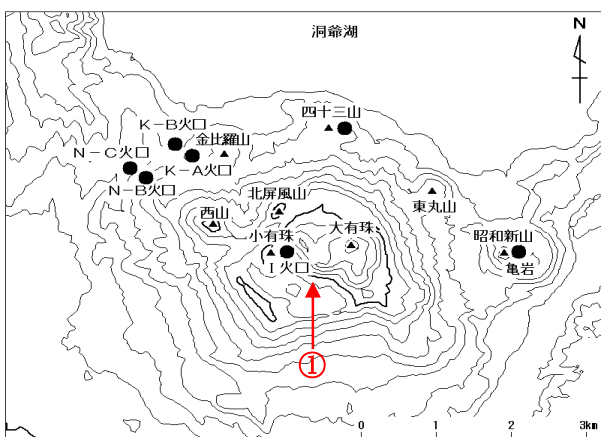 洞爺湖
N
四十三山
K－B火口
金比羅山
N－C火口
K－A火口
N－B火口
北屏風山
東丸山
西山
小有珠
大有珠
昭和新山
I火口
亀岩
①
0 1 2 3km